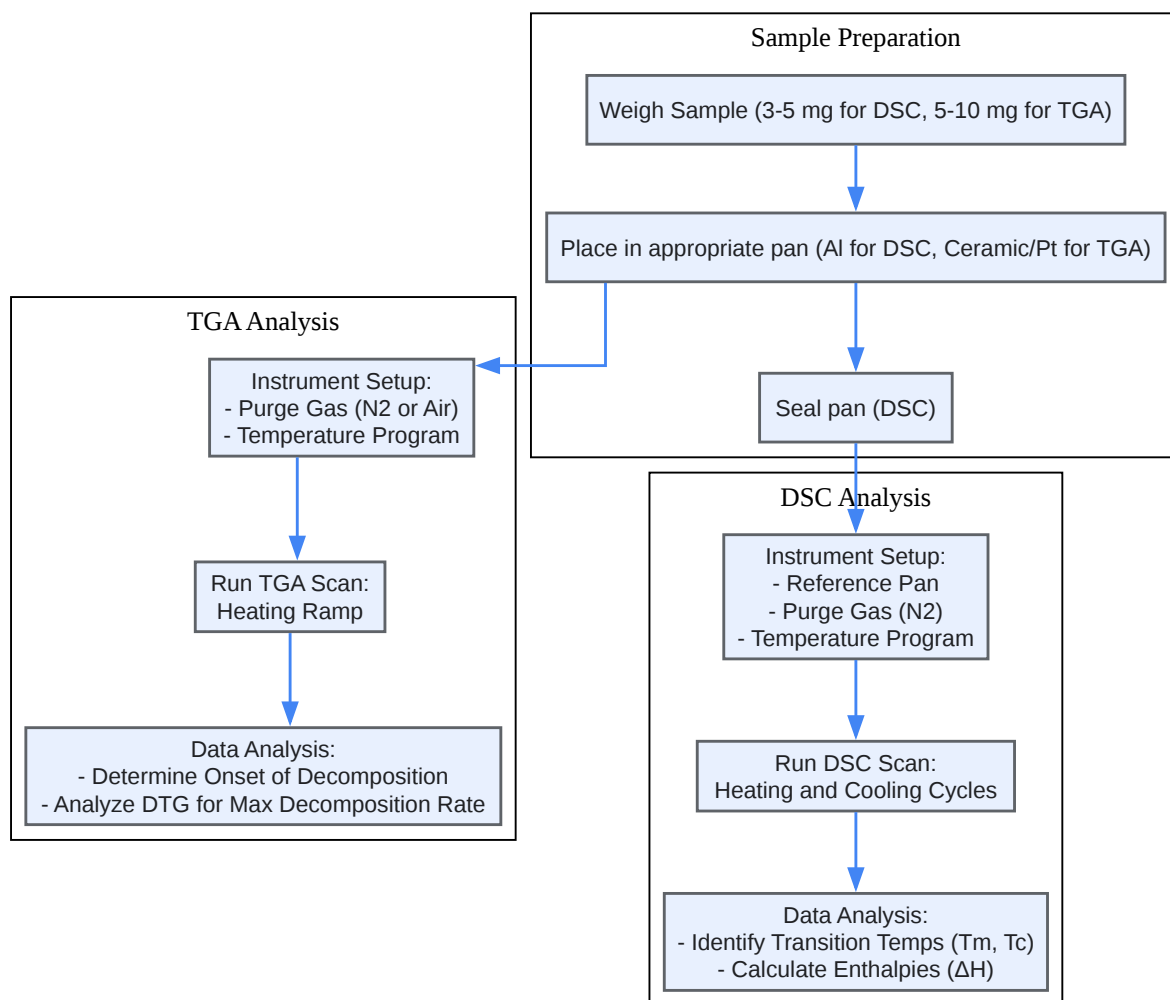 Sample Preparation
Weigh Sample (3-5 mg for DSC, 5-10 mg for TGA)
Place in appropriate pan (Al for DSC, Ceramic/Pt for TGA)
Seal pan (DSC)
TGA Analysis
Instrument Setup:
- Purge Gas (N2 or Air)
- Temperature Program
Run TGA Scan:
Heating Ramp
Data Analysis:
- Determine Onset of Decomposition
- Analyze DTG for Max Decomposition Rate
DSC Analysis
Instrument Setup:
- Reference Pan
- Purge Gas (N2)
- Temperature Program
Run DSC Scan:
Heating and Cooling Cycles
Data Analysis:
- Identify Transition Temps (Tm, Tc)
- Calculate Enthalpies (ΔH)